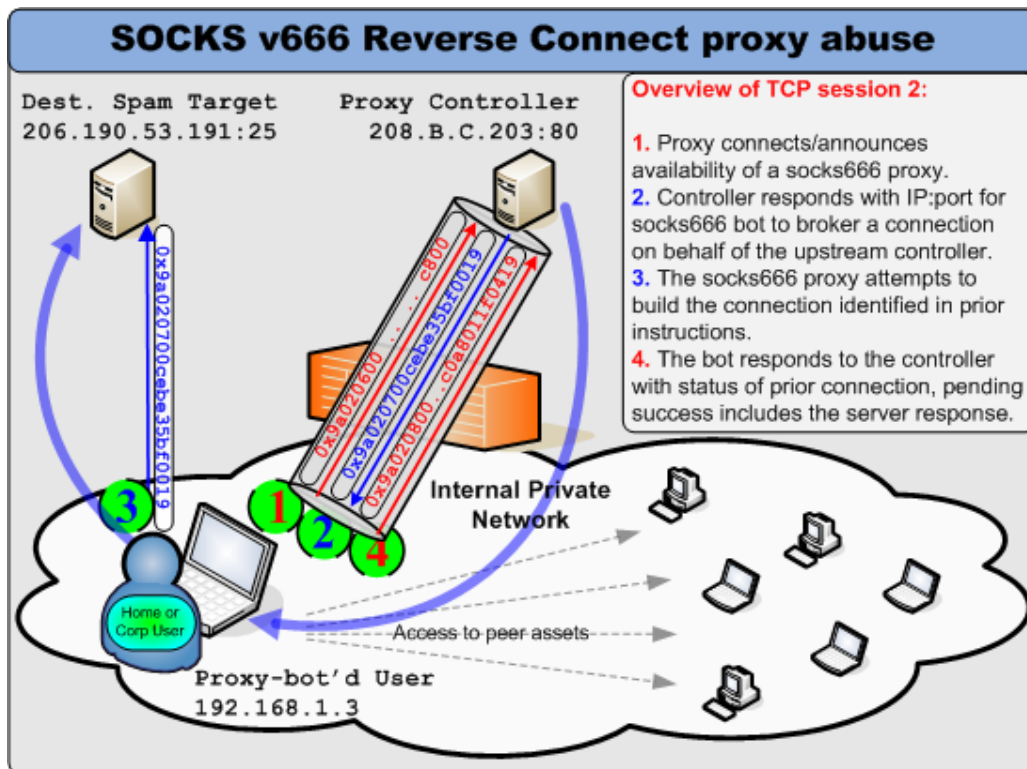 SOCKS v666 Reverse Connect proxy abuse
Dest. Spam Target
206.190.53.191:25
Proxy Controller
208.B.C.203:80
Overview of TCP session 2:
1. Proxy connects/announces
availability of a socks666 proxy.
2. Controller responds with IP:port for
socks666 bot to broker a connection
on behalf of the upstream controller.
3. The socks666 proxy attempts to
build the connection identified in prior
instructions.
4. The bot responds to the controller
with status of prior connection, pending
success includes the server response.
0x9a020700cebe35bf0019
0x9a020600 . . . . . c800
0x9a020700cebe35bf0019
0x9a020800..c0a8011f0419
3
1
2
4
Internal Private
Network
Home or
Corp User
Access to peer assets
Proxy-bot'd User
192.168.1.3